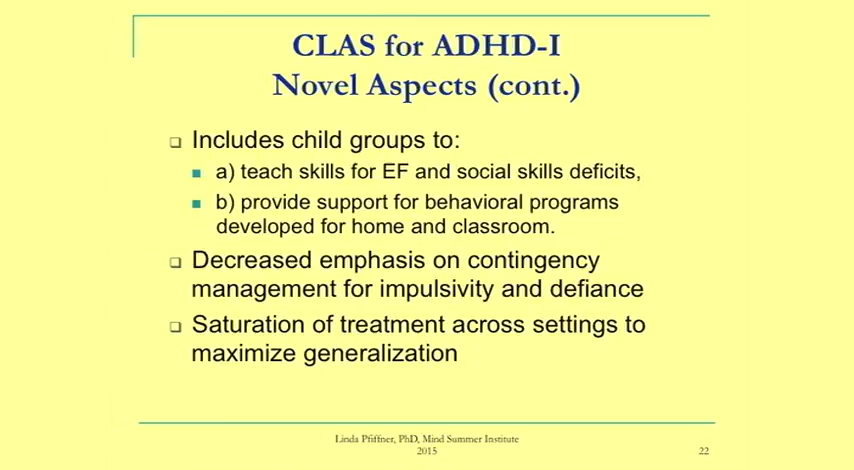 CLAS for ADHD-I
Novel Aspects (cont.)
Includes child groups to:
a) teach skills for EF and social skills deficits,
b) provide support for behavioral programs
developed for home and classroom.
Decreased emphasis on contingency
management for impulsivity and defiance
Saturation of treatment across settings to
maximize generalization
Linda Pfiffner, PhD, Mind Summer Institute
2015
22